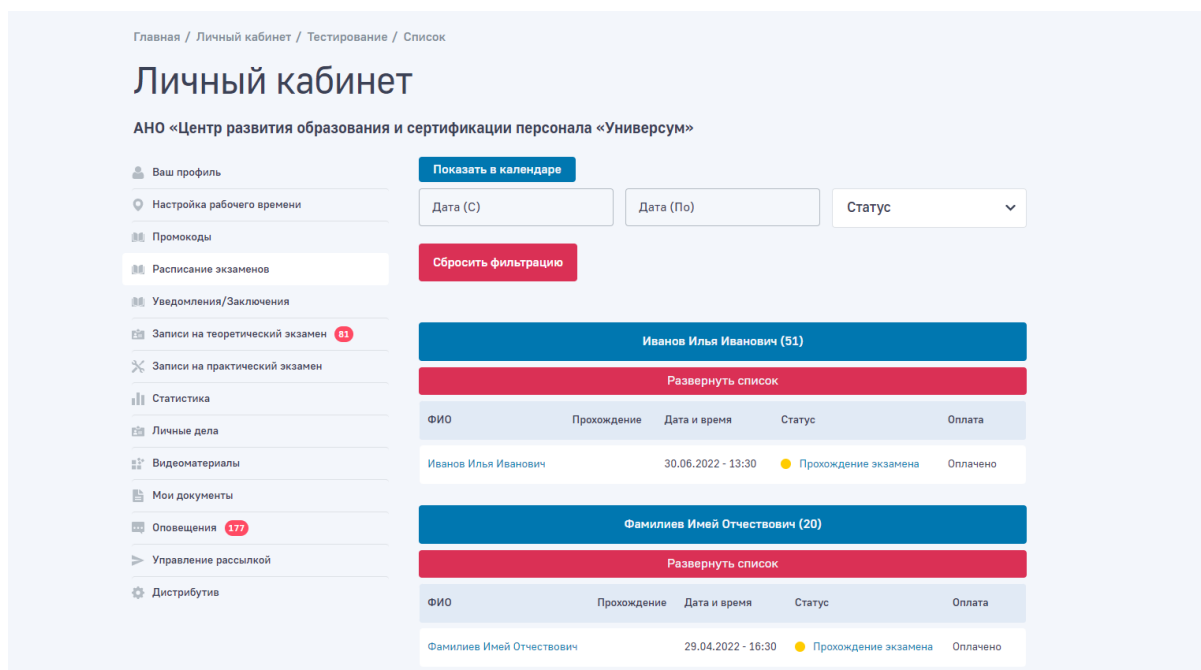 Главная / Личный кабинет / Тестирование / Список
Личный кабинет
АНО «Центр развития образования и сертификации персонала «Универсум»
Ваш профиль
Настройка рабочего времени
Промокоды
Расписание экзаменов
Уведомления/Заключения
Записи на теоретический экзамен 81
Записи на практический экзамен
Статистика
Личные дела
Видеоматериалы
Мои документы
Оповещения 177
Управление рассылкой
Дистрибутив
Показать в календаре
Дата (С) Дата (По) Статус
Сбросить фильтрацию
Иванов Илья Иванович (51)
Развернуть список
ФИО Прохождение Дата и время Статус Оплата
Иванов Илья Иванович 30.06.2022 - 13:30 Прохождение экзамена Оплачено
Фамилиев Имей Отчествович (20)
Развернуть список
ФИО Прохождение Дата и время Статус Оплата
Фамилиев Имей Отчествович 29.04.2022 - 16:30 Прохождение экзамена Оплачено